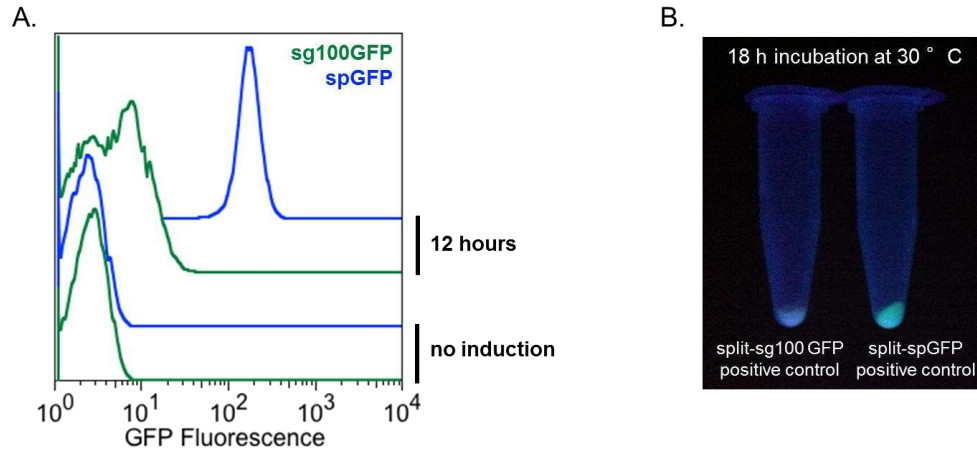 A.
sg100GFP
spGFP
12 hours
no induction
10^0 10^1 10^2 10^3 10^4
GFP Fluorescence
B.
18 h incubation at 30 ° C
split-sg100 GFP
positive control
split-spGFP
positive control